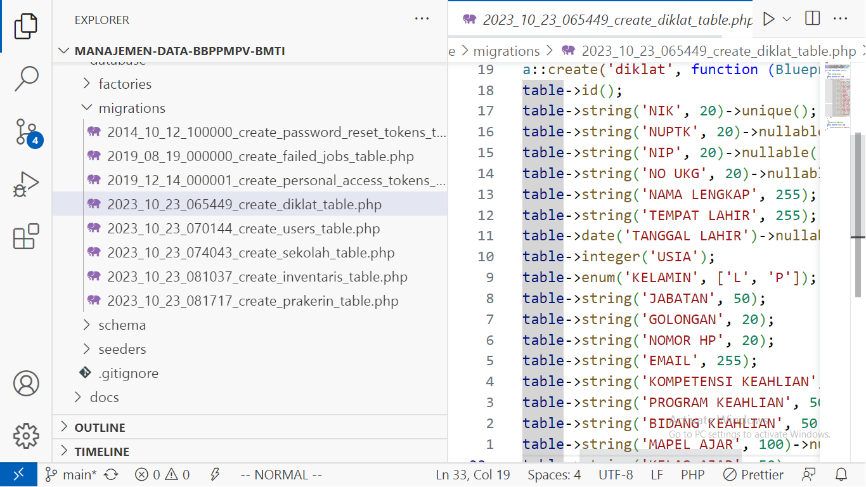 EXPLORER
MANAJEMEN-DATA-BBPPMPV-BMTI
database
factories
migrations
2014_10_12_100000_create_password_reset_tokens_t...
2019_08_19_000000_create_failed_jobs_table.php
2019_12_14_000001_create_personal_access_tokens_...
2023_10_23_065449_create_diklat_table.php
2023_10_23_070144_create_users_table.php
2023_10_23_074043_create_sekolah_table.php
2023_10_23_081037_create_inventaris_table.php
2023_10_23_081717_create_prakerin_table.php
schema
seeders
.gitignore
docs
OUTLINE
TIMELINE
4
2023_10_23_065449_create_diklat_table.php
e > migrations > 2023_10_23_065449_create_diklat_table.php >
19 a::create('diklat', function (Bluep
18 table->id();
17 table->string('NIK', 20)->unique();
16 table->string('NUPTK', 20)->nullable
15 table->string('NIP', 20)->nullable(
14 table->string('NO UKG', 20)->nullabl
13 table->string('NAMA LENGKAP', 255);
12 table->string('TEMPAT LAHIR', 255);
11 table->date('TANGGAL LAHIR')->nullab
10 table->integer('USIA');
9 table->enum('KELAMIN', ['L', 'P']);
8 table->string('JABATAN', 50);
7 table->string('GOLONGAN', 20);
6 table->string('NOMOR HP', 20);
5 table->string('EMAIL', 255);
4 table->string('KOMPETENSI KEAHLIAN',
3 table->string('PROGRAM KEAHLIAN', 50
2 table->string('BIDANG KEAHLIAN', 50
1 table->string('MAPEL AJAR', 100)->nu
Activate Windows
Go to PC settings to activate Windows.
main* 0 0 -- NORMAL -- Ln 33, Col 19 Spaces: 4 UTF-8 LF PHP Prettier